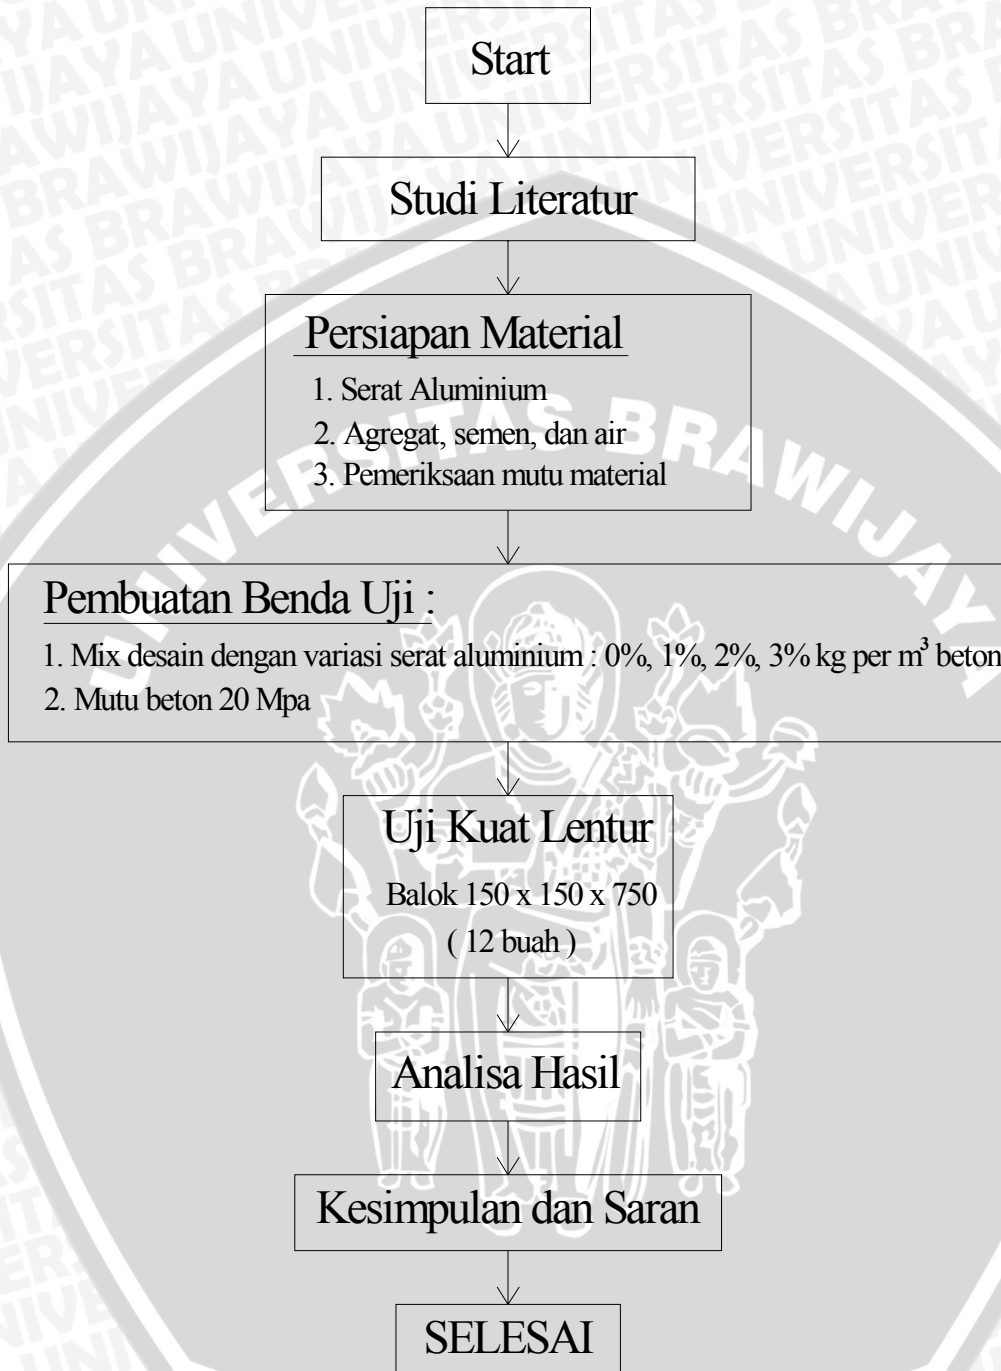 Start
Studi Literatur
Persiapan Material
1. Serat Aluminium
2. Agregat, semen, dan air
3. Pemeriksaan mutu material
Pembuatan Benda Uji :
1. Mix desain dengan variasi serat aluminium : 0%, 1%, 2%, 3% kg per m³ beton
2. Mutu beton 20 Mpa
Uji Kuat Lentur
Balok 150 x 150 x 750
( 12 buah )
Analisa Hasil
Kesimpulan dan Saran
SELESAI
UNIVERSITAS BRAWIJAYA